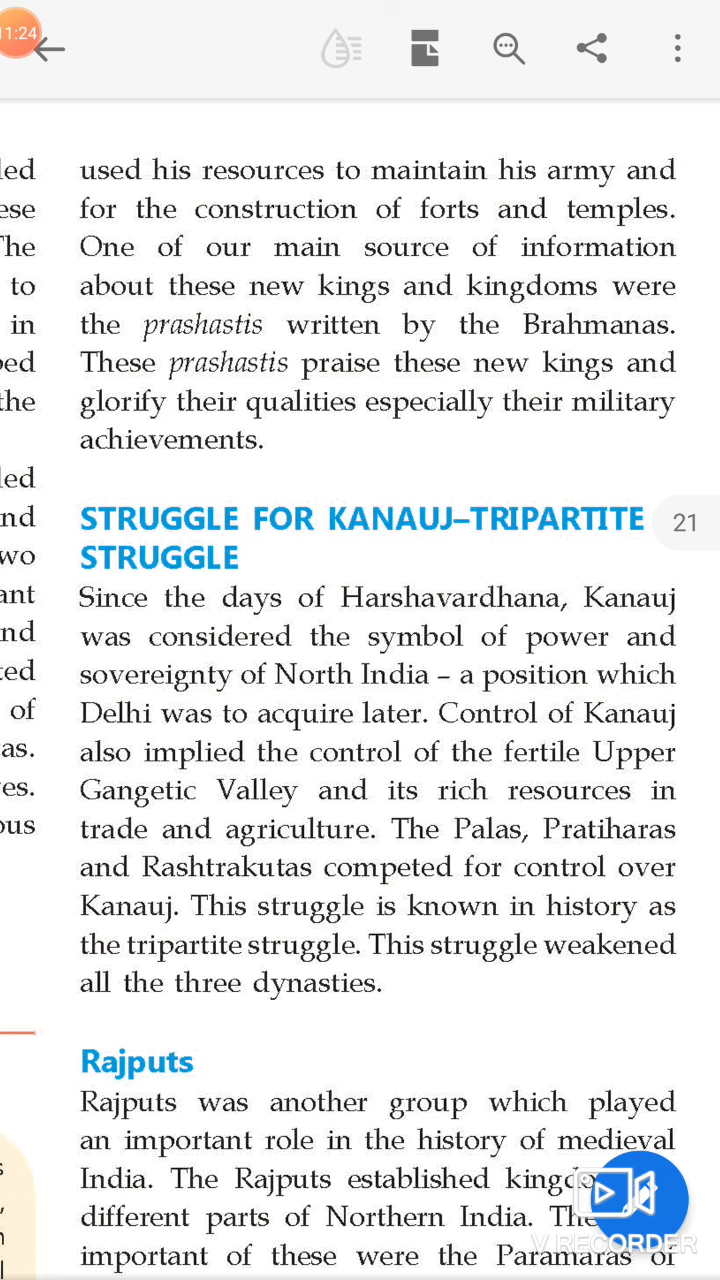 11:24
used his resources to maintain his army and
for the construction of forts and temples.
One of our main source of information
about these new kings and kingdoms were
the prashastis written by the Brahmanas.
These prashastis praise these new kings and
glorify their qualities especially their military
achievements.
STRUGGLE FOR KANAUJ–TRIPARTITE
STRUGGLE
21
Since the days of Harshavardhana, Kanauj
was considered the symbol of power and
sovereignty of North India – a position which
Delhi was to acquire later. Control of Kanauj
also implied the control of the fertile Upper
Gangetic Valley and its rich resources in
trade and agriculture. The Palas, Pratiharas
and Rashtrakutas competed for control over
Kanauj. This struggle is known in history as
the tripartite struggle. This struggle weakened
all the three dynasties.
Rajputs
Rajputs was another group which played
an important role in the history of medieval
India. The Rajputs established
different parts of Northern India.
important of these were the Paramaras of
V RECORDER